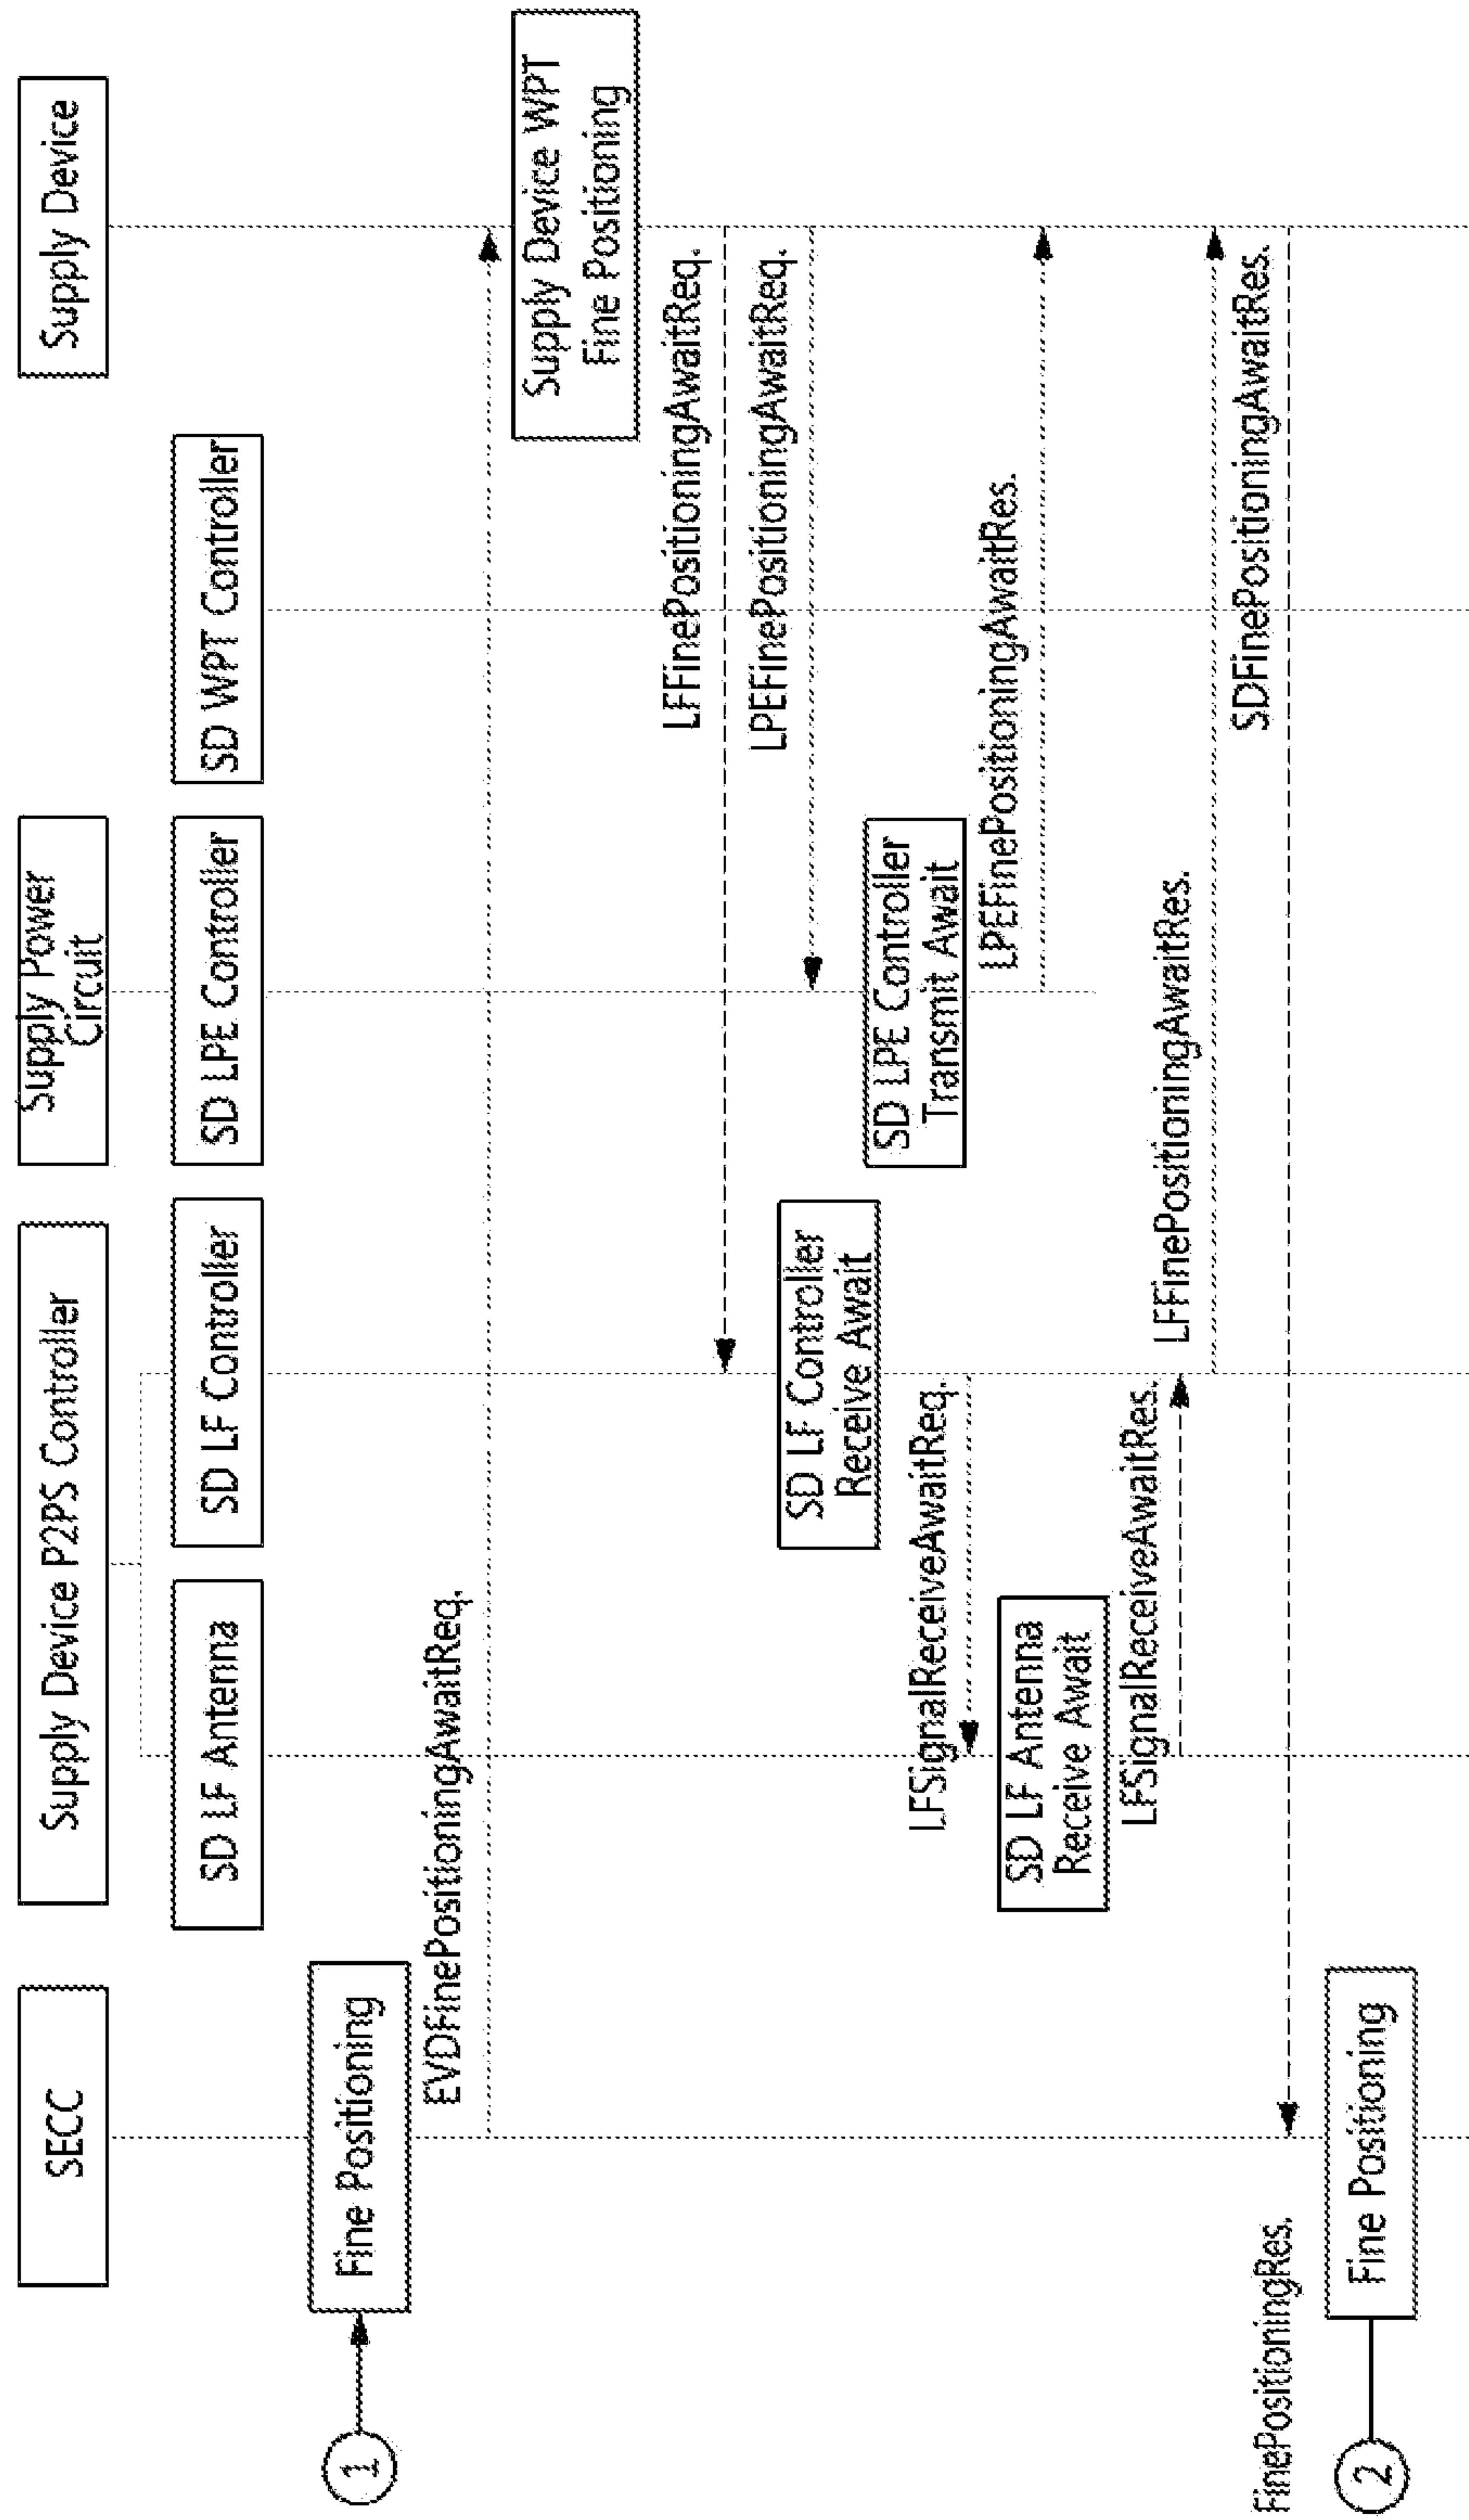 SECC
Supply Device P2PS Controller
Supply Power
Circuit
Supply Device
SD LF Antenna
SD LF Controller
SD LPE Controller
SD WPT Controller
1
Fine Positioning
EVDFinePositioningAwaitReq.
Supply Device WPT
Fine Positioning
LFFinePositioningAwaitReq.
LPEFinePositioningAwaitReq.
SD LF Controller
Receive Await
SD LPE Controller
Transmit Await
LFSignalReceiveAwaitReq.
LPEFinePositioningAwaitRes.
SD LF Antenna
Receive Await
LFSignalReceiveAwaitRes.
LFFinePositioningAwaitRes.
SDFinePositioningAwaitRes.
FinePositioningRes.
2
Fine Positioning